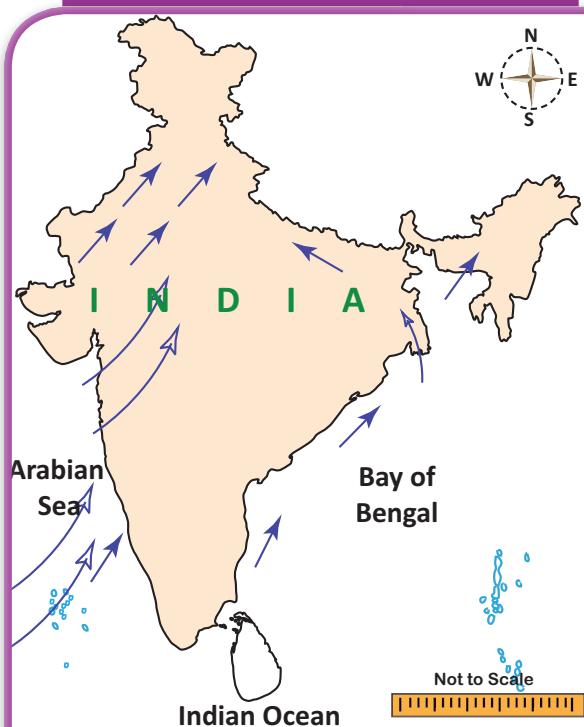 N
W E
S
I N D I A
Arabian
Sea
Bay of
Bengal
Not to Scale
Indian Ocean